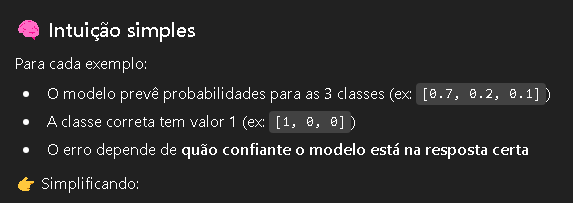 🧠 Intuição simples
Para cada exemplo:
• O modelo prevê probabilidades para as 3 classes (ex: [0.7, 0.2, 0.1])
• A classe correta tem valor 1 (ex: [1, 0, 0])
• O erro depende de quão confiante o modelo está na resposta certa
👉 Simplificando: